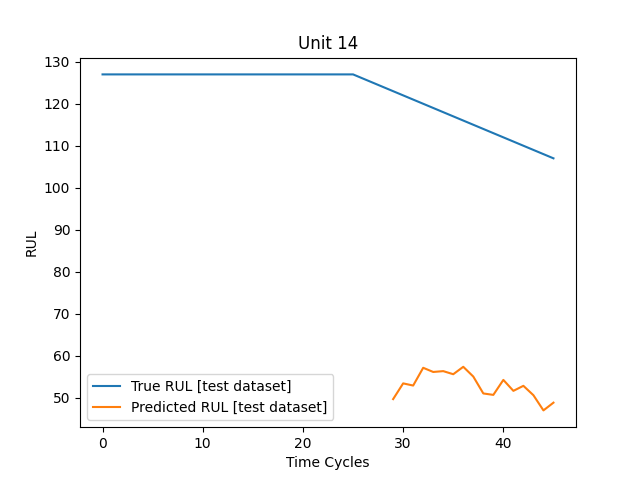 Unit 14
130
120
110
100
90
80
70
60
50
RUL
True RUL [test dataset]
Predicted RUL [test dataset]
0 10 20 30 40
Time Cycles